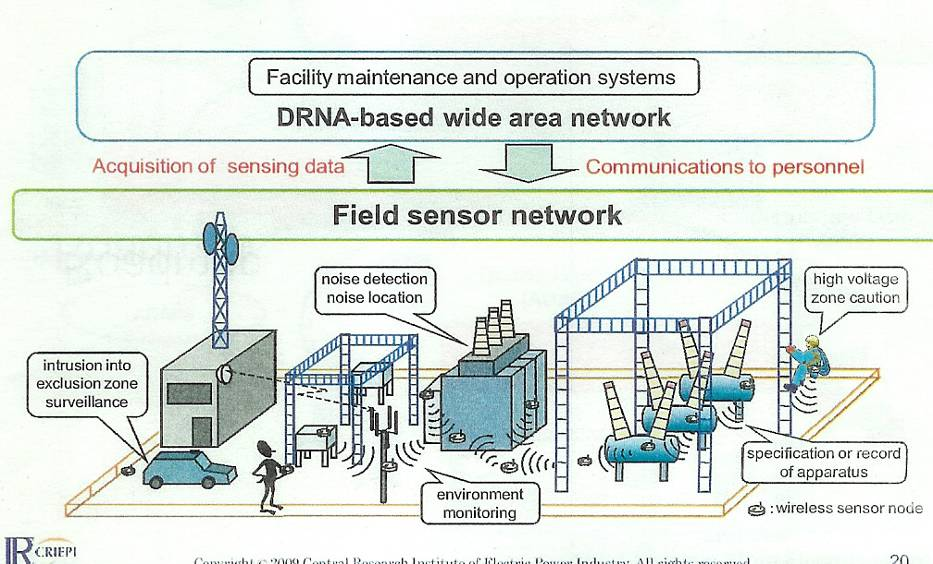 Facility maintenance and operation systems
DRNA-based wide area network
Acquisition of sensing data
Communications to personnel
Field sensor network
noise detection
noise location
high voltage
zone caution
intrusion into
exclusion zone
surveillance
specification or record
of apparatus
environment
monitoring
: wireless sensor node
CRIEPI
Copyright © 2009 Central Research Institute of Electric Power Industry. All rights reserved.
20